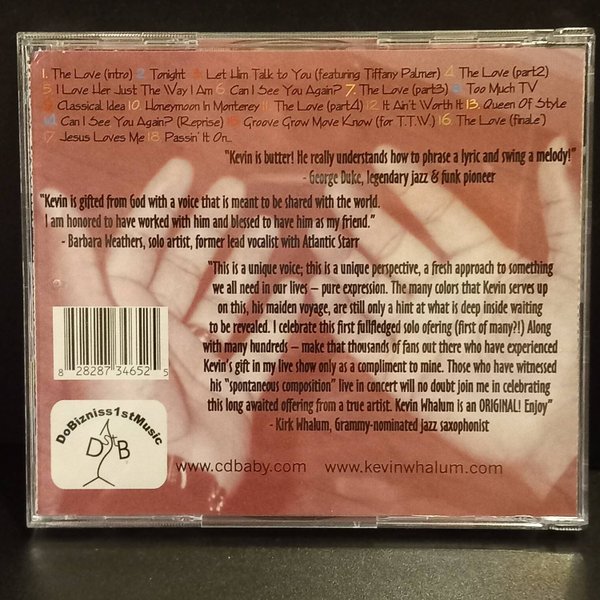 1. The Love (intro) 2. Tonight 3. Let Him Talk to You (featuring Tiffany Palmer) 4. The Love (part2)
5. I Love Her Just The Way I Am 6. Can I See You Again? 7. The Love (part3) 8. Too Much TV
9. Classical Idea 10. Honeymoon In Monterey 11. The Love (part4) 12. It Ain't Worth It 13. Queen Of Style
14. Can I See You Again? (Reprise) 15. Groove Grow Move Know (for T.T.W.) 16. The Love (finale')
17. Jesus Loves Me 18. Passin' It On...
"Kevin is butter! He really understands how to phrase a lyric and swing a melody!"
- George Duke, legendary jazz & funk pioneer
"Kevin is gifted from God with a voice that is meant to be shared with the world.
I am honored to have worked with him and blessed to have him as my friend."
- Barbara Weathers, solo artist, former lead vocalist with Atlantic Starr
"This is a unique voice; this is a unique perspective, a fresh approach to something
we all need in our lives – pure expression. The many colors that Kevin serves up
on this, his maiden voyage, are still only a hint at what is deep inside waiting
to be revealed. I celebrate this first fullfledged solo ofering (first of many?!) Along
with many hundreds – make that thousands of fans out there who have experienced
Kevin's gift in my live show only as a compliment to mine. Those who have witnessed
his "spontaneous composition" live in concert will no doubt join me in celebrating
this long awaited offering from a true artist. Kevin Whalum is an ORIGINAL! Enjoy"
- Kirk Whalum, Grammy-nominated jazz saxophonist
8 28287 34652 5
DoBizniss1stMusic
D 1st B
www.cdbaby.com www.kevinwhalum.com